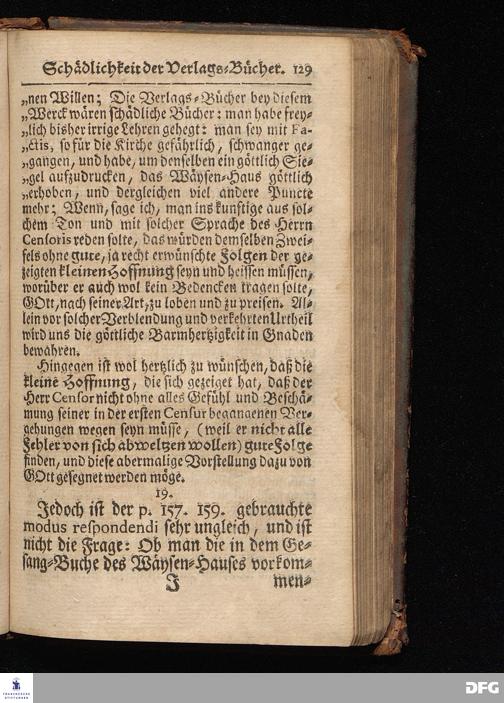 Schädlichkeit der Verlags-Bücher. 129
„nen Willen; Die Verlags-Bücher bey diesem
„Werck wären schädliche Bücher: man habe frey-
„lich bisher irrige Lehren gehegt: man sey mit Fa-
„ctis, so für die Kirche gefährlich, schwanger ge-
„gangen, und habe, um denselben ein göttlich Sie-
„gel aufzudrucken, das Wäysen-Haus göttlich
„erhoben, und dergleichen viel andere Puncte
mehr; Wenn, sage ich, man ins kunftige aus sol-
chem Ton und mit solcher Sprache des Herrn
Censoris reden solte, das würden demselben Zwei-
fels ohne gute, ja recht erwünschte Folgen der ge-
zeigten kleinen Hoffnung seyn und heissen müssen,
worüber er auch wol kein Bedencken tragen solte,
GOtt, nach seiner Art, zu loben und zu preisen. Al-
lein vor solcher Verblendung und verkehrten Urtheil
wird uns die göttliche Barmhertzigkeit in Gnaden
bewahren.
Hingegen ist wol hertzlich zu wünschen, daß die
kleine Hoffnung, die sich gezeiget hat, daß der
Herr Censor nicht ohne alles Gefühl und Beschä-
mung seiner in der ersten Censur begangenen Ver-
gehungen wegen seyn müsse, (weil er nicht alle
Fehler von sich abweltzen wollen) gute Folge
finden, und diese abermalige Vorstellung dazu von
GOtt gesegnet werden möge.
19.
Jedoch ist der p. 157. 159. gebrauchte
modus respondendi sehr ungleich, und ist
nicht die Frage: Ob man die in dem Ge-
sang-Buche des Wäysen-Hauses vorkom-
J men-
FRANCKESCHE
STIFTUNGEN
DFG